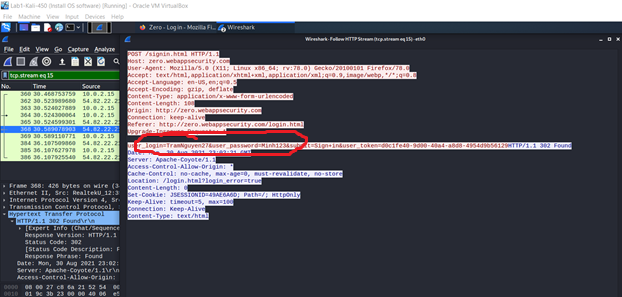 Lab1-Kali-450 (Install OS software) [Running] - Oracle VM VirtualBox
File Machine View Input Devices Help
Zero - Log in - Mozilla Fi...
Wireshark
Wireshark · Follow HTTP Stream (tcp.stream eq 15) · eth0
File Edit View Go Capture Analyze
tcp.stream eq 15
No. Time Source
360 30.468753759 10.0.2.15
362 30.523989680 54.82.22.21
363 30.524027889 10.0.2.15
364 30.524300064 10.0.2.15
365 30.524599301 54.82.22.21
368 30.589078903 54.82.22.21
369 30.589110771 10.0.2.15
384 36.107509860 54.82.22.21
385 36.107627978 10.0.2.15
386 36.107925540 54.82.22.21
Frame 368: 426 bytes on wire (34
Ethernet II, Src: RealtekU_12:35
Internet Protocol Version 4, Src
Transmission Control Protocol, S
Hypertext Transfer Protocol
HTTP/1.1 302 Found\r\n
[Expert Info (Chat/Sequence
Response Version: HTTP/1.1
Status Code: 302
[Status Code Description: F
Response Phrase: Found
Date: Mon, 30 Aug 2021 23:02
Server: Apache-Coyote/1.1\r\n
Access-Control-Allow-Origin:
POST /signin.html HTTP/1.1
Host: zero.webappsecurity.com
User-Agent: Mozilla/5.0 (X11; Linux x86_64; rv:78.0) Gecko/20100101 Firefox/78.0
Accept: text/html,application/xhtml+xml,application/xml;q=0.9,image/webp,*/*;q=0.8
Accept-Language: en-US,en;q=0.5
Accept-Encoding: gzip, deflate
Content-Type: application/x-www-form-urlencoded
Content-Length: 108
Origin: http://zero.webappsecurity.com
Connection: keep-alive
Referer: http://zero.webappsecurity.com/login.html
Upgrade-Insecure-Requests: 1
r_login=TramNguyen27&user_password=Minh123&submit=Sign+in&user_token=d0c1fe40-9d00-40a4-a8d8-4954d9b56129HTTP/1.1 302 Found
30 Aug 2021 23:02:21 GMT
Server: Apache-Coyote/1.1
Access-Control-Allow-Origin: *
Cache-Control: no-cache, max-age=0, must-revalidate, no-store
Location: /login.html?login_error=true
Content-Length: 0
Set-Cookie: JSESSIONID=49AE6A6D; Path=/; HttpOnly
Keep-Alive: timeout=5, max=100
Connection: Keep-Alive
Content-Type: text/html